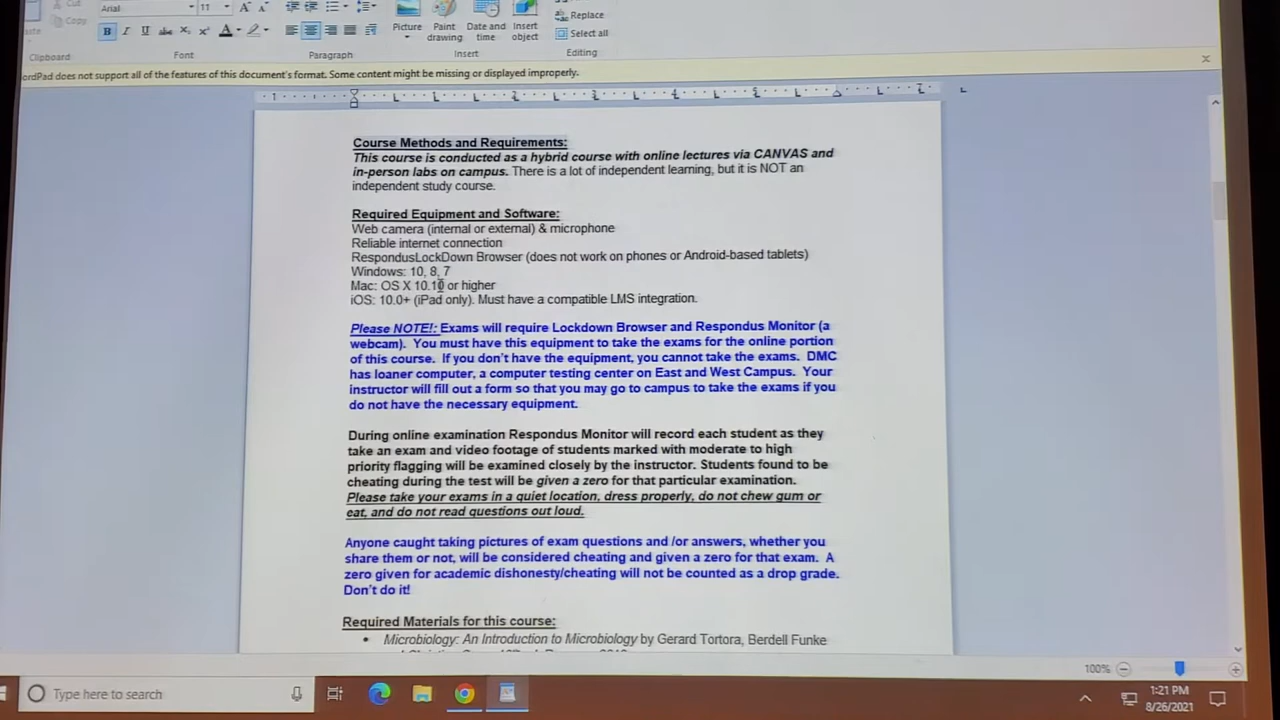 Cut
Copy
Clipboard
Arial
11
Font
Paragraph
Picture
Paint drawing
Date and time
Insert object
Insert
Replace
Select all
Editing
ordPad does not support all of the features of this document's format. Some content might be missing or displayed improperly.
Course Methods and Requirements:
This course is conducted as a hybrid course with online lectures via CANVAS and
in-person labs on campus. There is a lot of independent learning, but it is NOT an
independent study course.
Required Equipment and Software:
Web camera (internal or external) & microphone
Reliable internet connection
RespondusLockDown Browser (does not work on phones or Android-based tablets)
Windows: 10, 8, 7
Mac: OS X 10.10 or higher
iOS: 10.0+ (iPad only). Must have a compatible LMS integration.
Please NOTE!: Exams will require Lockdown Browser and Respondus Monitor (a
webcam). You must have this equipment to take the exams for the online portion
of this course. If you don't have the equipment, you cannot take the exams. DMC
has loaner computer, a computer testing center on East and West Campus. Your
instructor will fill out a form so that you may go to campus to take the exams if you
do not have the necessary equipment.
During online examination Respondus Monitor will record each student as they
take an exam and video footage of students marked with moderate to high
priority flagging will be examined closely by the instructor. Students found to be
cheating during the test will be given a zero for that particular examination.
Please take your exams in a quiet location, dress properly, do not chew gum or
eat, and do not read questions out loud.
Anyone caught taking pictures of exam questions and /or answers, whether you
share them or not, will be considered cheating and given a zero for that exam. A
zero given for academic dishonesty/cheating will not be counted as a drop grade.
Don't do it!
Required Materials for this course:
• Microbiology: An Introduction to Microbiology by Gerard Tortora, Berdell Funke
100%
Type here to search
1:21 PM
8/26/2021